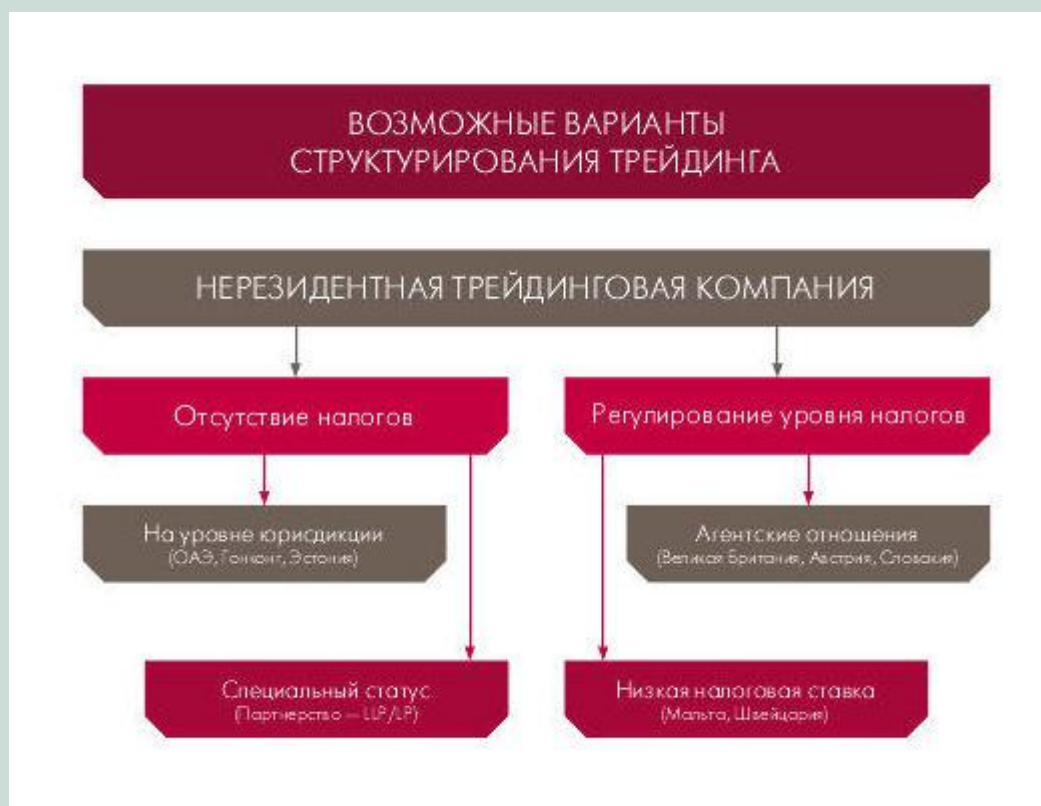 ВОЗМОЖНЫЕ ВАРИАНТЫ
СТРУКТУРИРОВАНИЯ ТРЕЙДИНГА
НЕРЕЗИДЕНТНАЯ ТРЕЙДИНГОВАЯ КОМПАНИЯ
Отсутствие налогов
Регулирование уровня налогов
На уровне юрисдикции
(ОАЭ, Гонконг, Эстония)
Агентские отношения
(Великая Британия, Австрия, Словакия)
Специальный статус
(Партнерство — LLP/LP)
Низкая налоговая ставка
(Мальта, Швейцария)